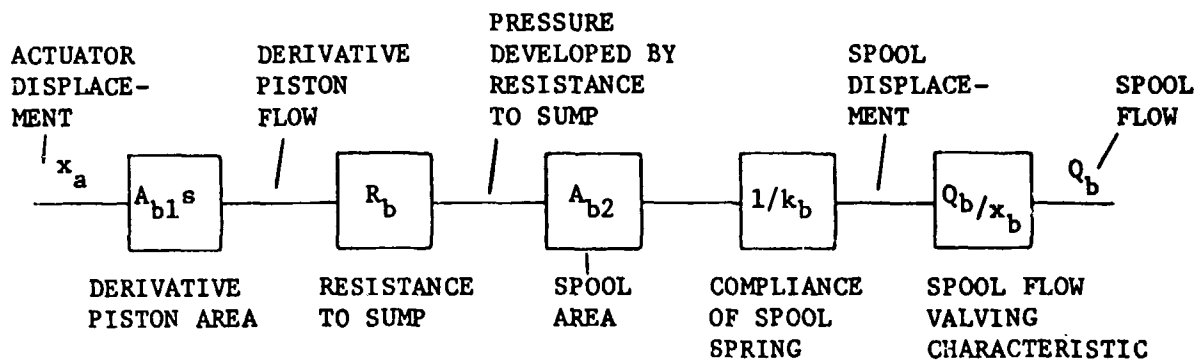 ACTUATOR
DISPLACE-
MENT
DERIVATIVE
PISTON
FLOW
PRESSURE
DEVELOPED BY
RESISTANCE
TO SUMP
SPOOL
DISPLACE-
MENT
SPOOL
FLOW
x_a
A_b1 s
R_b
A_b2
1/k_b
Q_b/x_b
Q_b
DERIVATIVE
PISTON AREA
RESISTANCE
TO SUMP
SPOOL
AREA
COMPLIANCE
OF SPOOL
SPRING
SPOOL FLOW
VALVING
CHARACTERISTIC